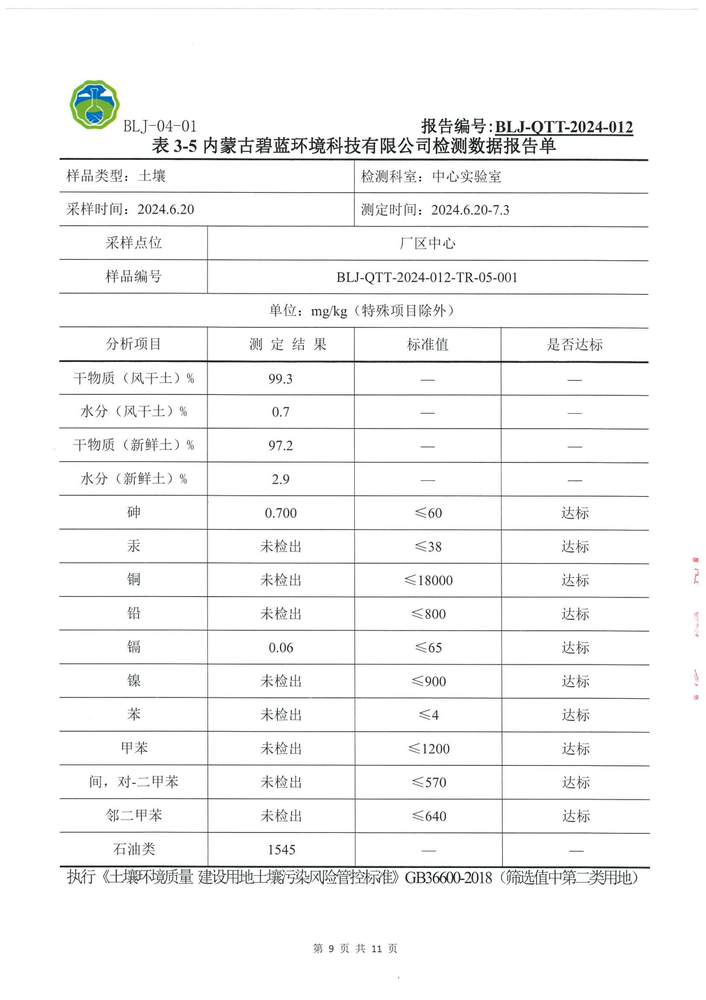 BLJ-04-01 报告编号:BLJ-QTT-2024-012
表 3-5 内蒙古碧蓝环境科技有限公司检测数据报告单
样品类型：土壤 检测科室：中心实验室
采样时间：2024.6.20 测定时间：2024.6.20-7.3
采样点位 厂区中心
样品编号 BLJ-QTT-2024-012-TR-05-001
单位：mg/kg（特殊项目除外）
分析项目 测 定 结 果 标准值 是否达标
干物质（风干土）% 99.3 — —
水分（风干土）% 0.7 — —
干物质（新鲜土）% 97.2 — —
水分（新鲜土）% 2.9 — —
砷 0.700 ≤60 达标
汞 未检出 ≤38 达标
铜 未检出 ≤18000 达标
铅 未检出 ≤800 达标
镉 0.06 ≤65 达标
镍 未检出 ≤900 达标
苯 未检出 ≤4 达标
甲苯 未检出 ≤1200 达标
间，对-二甲苯 未检出 ≤570 达标
邻二甲苯 未检出 ≤640 达标
石油类 1545 — —
执行《土壤环境质量 建设用地土壤污染风险管控标准》GB36600-2018（筛选值中第二类用地）
第 9 页 共 11 页